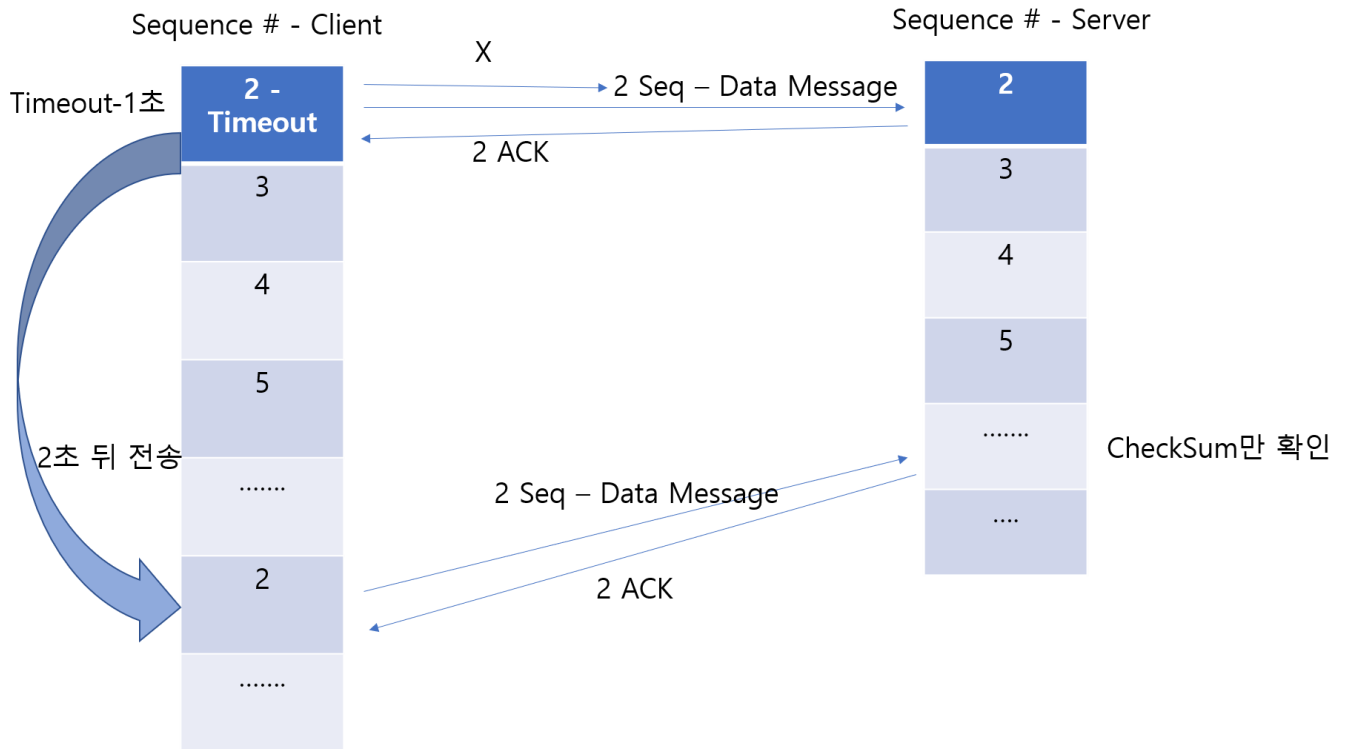 Sequence # - Client
Sequence # - Server
X
Timeout-1초
2 -
Timeout
2 Seq – Data Message
2
2 ACK
3
3
4
4
5
5
2초 뒤 전송
.......
.......
CheckSum만 확인
2 Seq – Data Message
....
2
2 ACK
.......